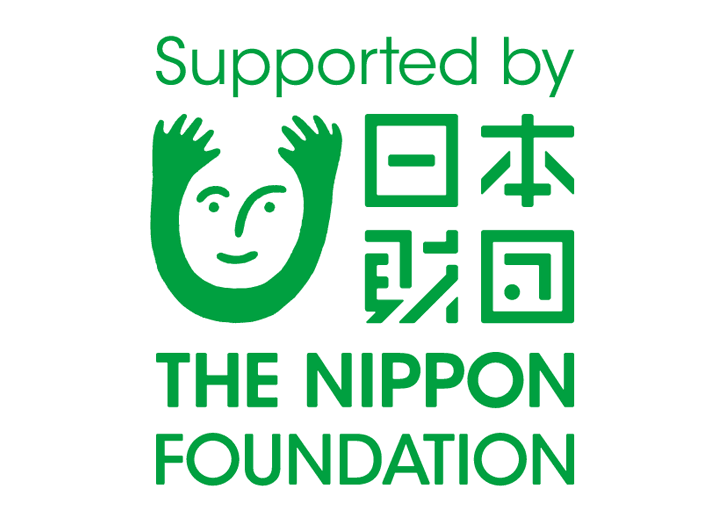 Supported by
日本
財団
THE NIPPON
FOUNDATION